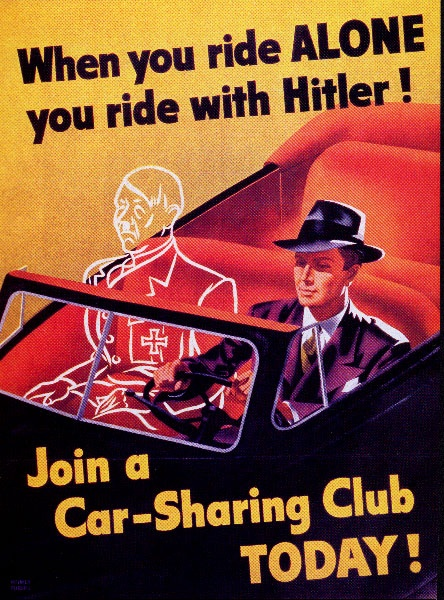 When you ride ALONE
you ride with Hitler !
Join a
Car-Sharing Club
TODAY !